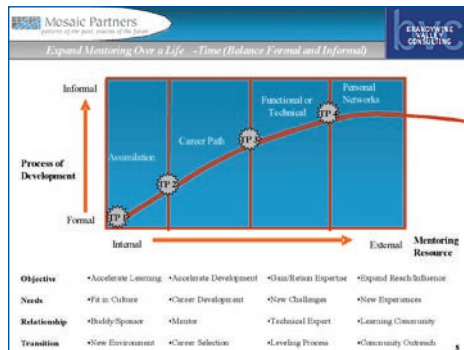 Mosaic Partners
patterns of the past, visions of the future
BRANDYWINE
VALLEY
CONSULTING
bvc
Expand Mentoring Over a Life -Time (Balance Formal and Informal)
Personal
Networks
Informal
Functional or
Technical
Career Path
Assimilation
TP 4
TP 3
TP 2
TP 1
Process of
Development
Formal
Internal
External
Mentoring
Resource
Objective •Accelerate Learning •Accelerate Development •Gain/Retain Expertise •Expand Reach/Influence
Needs •Fit in Culture •Career Development •New Challenges •New Experiences
Relationship •Buddy/Sponsor •Mentor •Technical Expert •Learning Community
Transition •New Environment •Career Selection •Leveling Process •Community Outreach